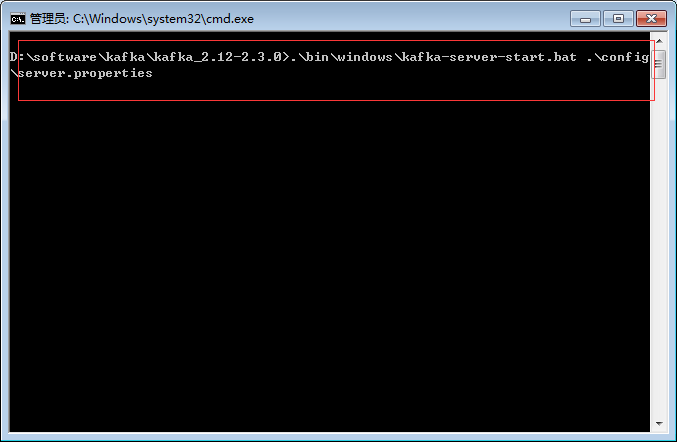 管理员: C:\Windows\system32\cmd.exe
D:\software\kafka\kafka_2.12-2.3.0>.\bin\windows\kafka-server-start.bat .\config
\server.properties